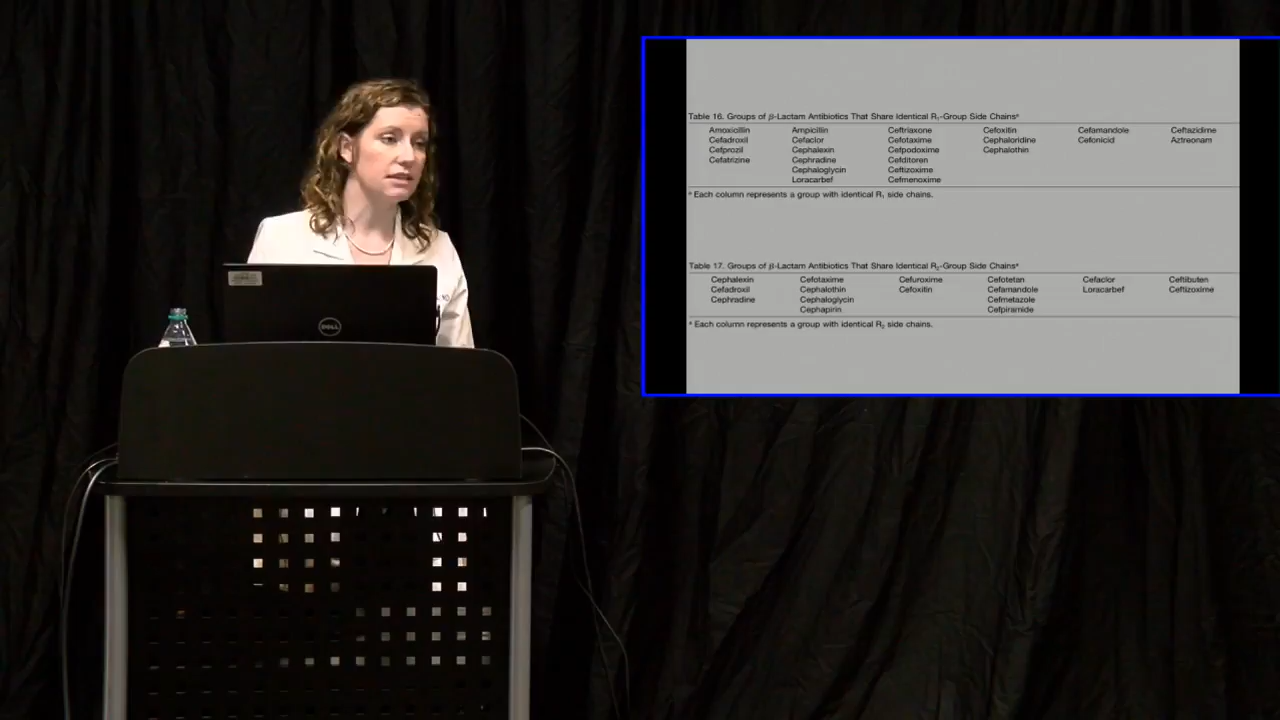 Table 16. Groups of β-Lactam Antibiotics That Share Identical R₁-Group Side Chainsᵃ
Amoxicillin Ampicillin Ceftriaxone Cefoxitin Cefamandole Ceftazidime
Cefadroxil Cefaclor Cefotaxime Cephaloridine Cefonicid Aztreonam
Cefprozil Cephalexin Cefpodoxime Cephalothin
Cefatrizine Cephradine Cefditoren
Cephaloglycin Ceftizoxime
Loracarbef Cefmenoxime
ᵃ Each column represents a group with identical R₁ side chains.
Table 17. Groups of β-Lactam Antibiotics That Share Identical R₂-Group Side Chainsᵃ
Cephalexin Cefotaxime Cefuroxime Cefotetan Cefaclor Ceftibuten
Cefadroxil Cephalothin Cefoxitin Cefamandole Loracarbef Ceftizoxime
Cephradine Cephaloglycin Cefmetazole
Cephapirin Cefpiramide
ᵃ Each column represents a group with identical R₂ side chains.
DELL